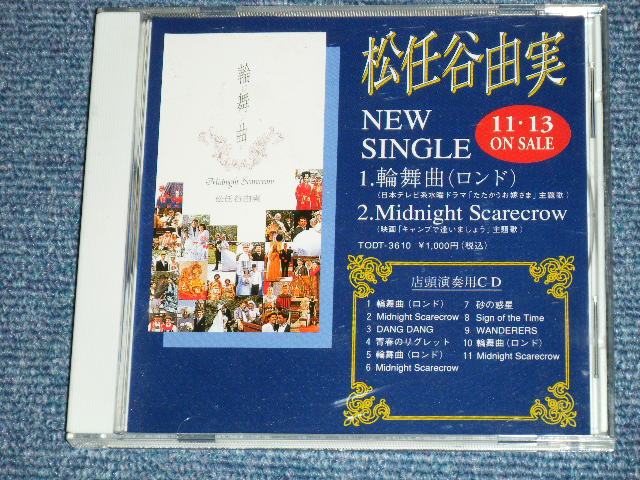 輪舞曲
Midnight Scarecrow
松任谷由実
松任谷由実
NEW
SINGLE
11・13
ON SALE
1.輪舞曲(ロンド)
(日本テレビ系水曜ドラマ「たたかうお嫁さま」主題歌)
2.Midnight Scarecrow
(映画「キャンプで逢いましょう」主題歌)
TODT-3610 ¥1,000円(税込)
店頭演奏用CD
1 輪舞曲(ロンド)
2 Midnight Scarecrow
3 DANG DANG
4 青春のリグレット
5 輪舞曲(ロンド)
6 Midnight Scarecrow
7 砂の惑星
8 Sign of the Time
9 WANDERERS
10 輪舞曲(ロンド)
11 Midnight Scarecrow